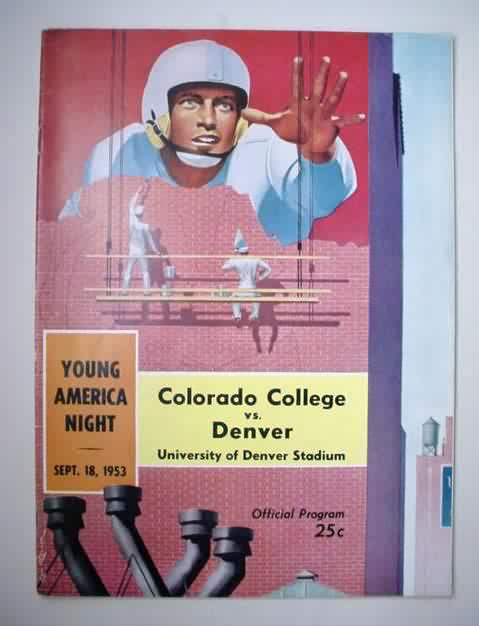 YOUNG
AMERICA
NIGHT
SEPT. 18, 1953
Colorado College
vs.
Denver
University of Denver Stadium
Official Program
25c